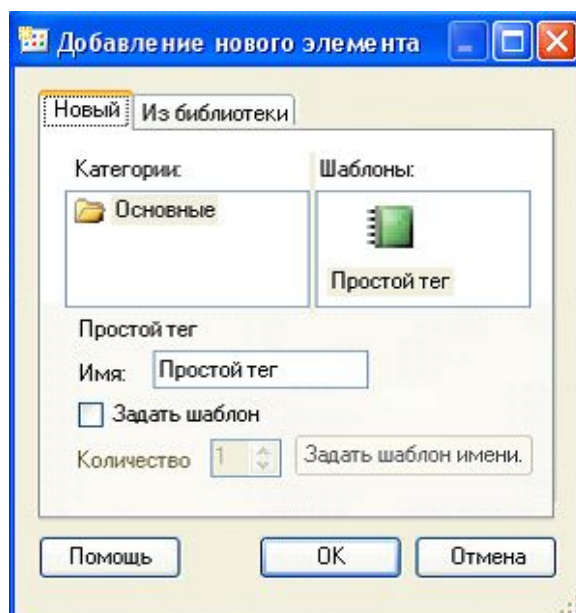 Добавление нового элемента
Новый Из библиотеки
Категории: Шаблоны:
Основные
Простой тег
Простой тег
Имя: Простой тег
Задать шаблон
Количество 1 Задать шаблон имени.
Помощь OK Отмена